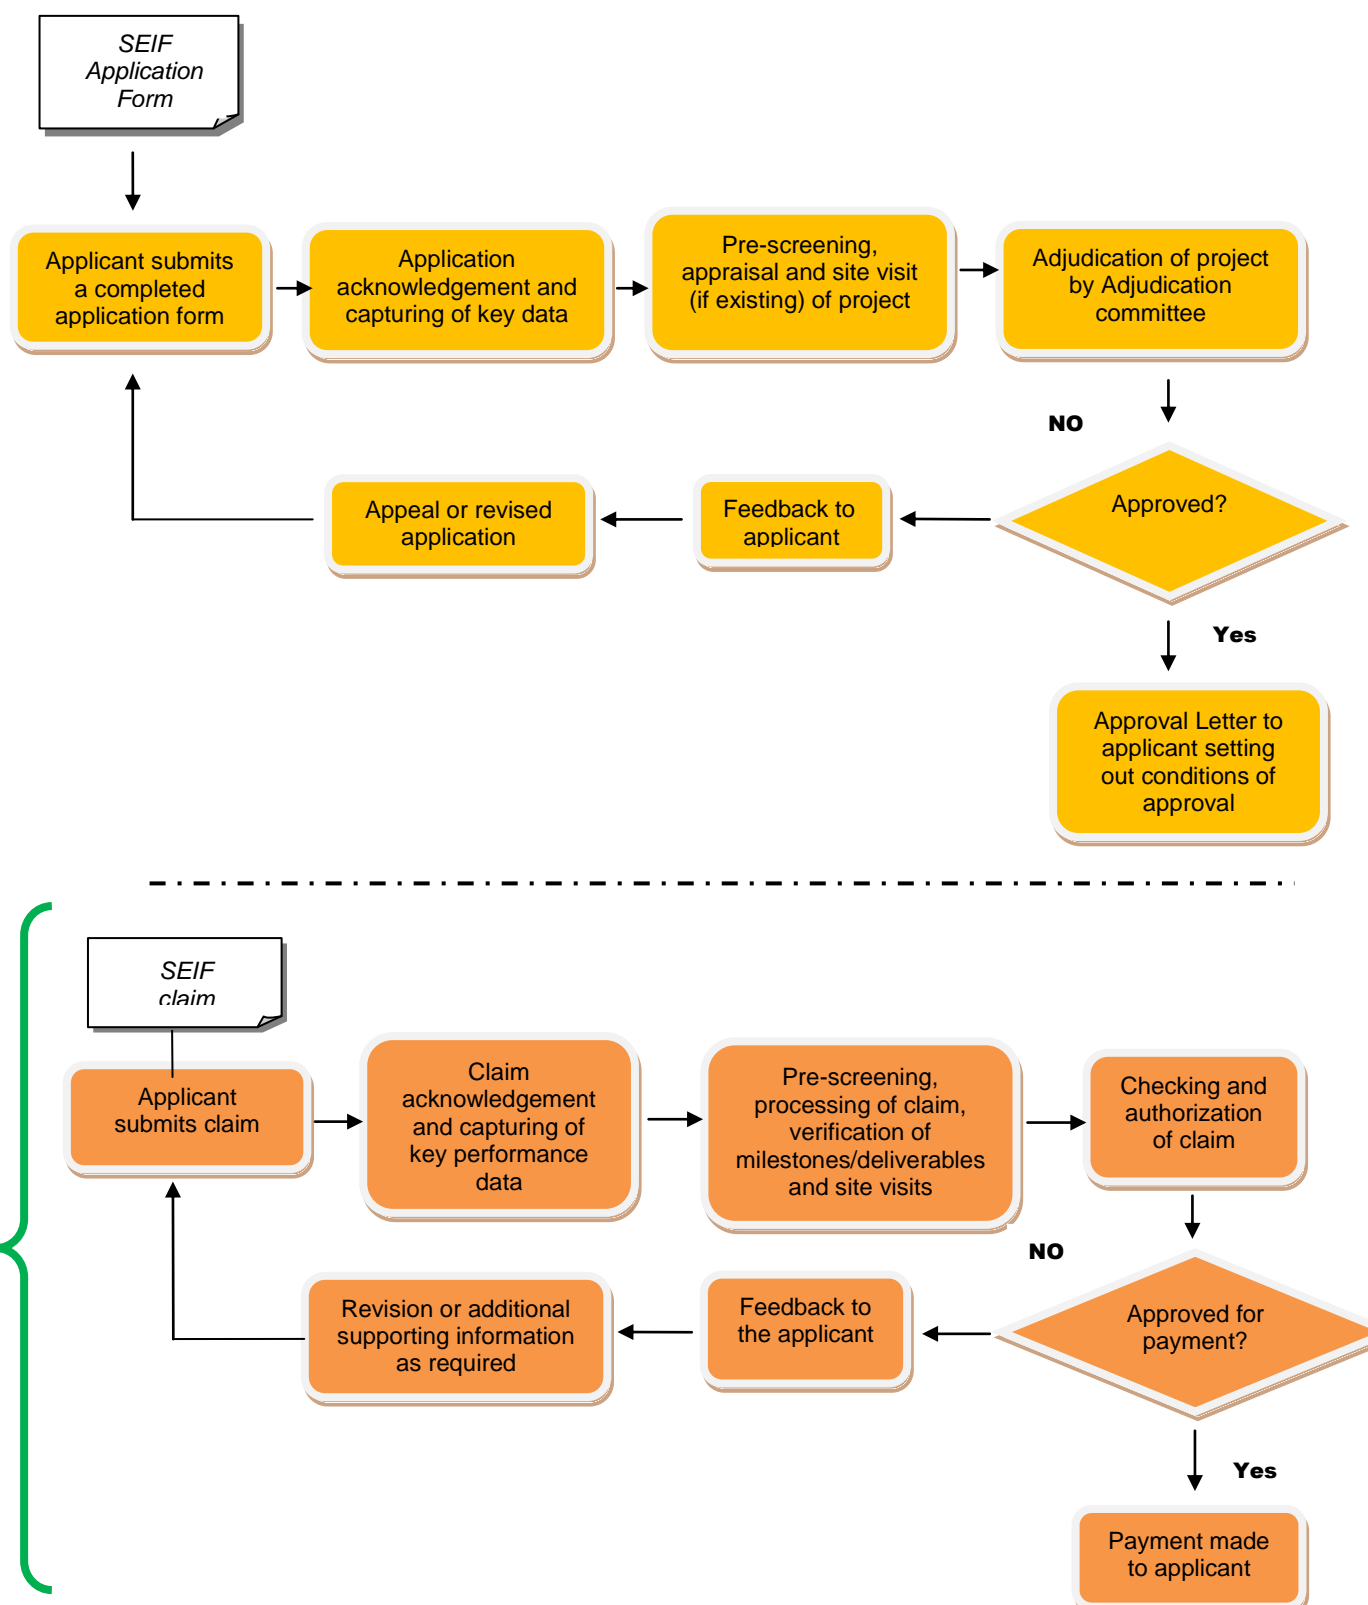 SEIF
Application
Form
Applicant submits
a completed
application form
Application
acknowledgement and
capturing of key data
Pre-screening,
appraisal and site visit
(if existing) of project
Adjudication of project
by Adjudication
committee
NO
Approved?
Feedback to
applicant
Appeal or revised
application
Yes
Approval Letter to
applicant setting
out conditions of
approval
SEIF
claim
Applicant
submits claim
Claim
acknowledgement
and capturing of
key performance
data
Pre-screening,
processing of claim,
verification of
milestones/deliverables
and site visits
Checking and
authorization
of claim
NO
Approved for
payment?
Feedback to
the applicant
Revision or additional
supporting information
as required
Yes
Payment made
to applicant